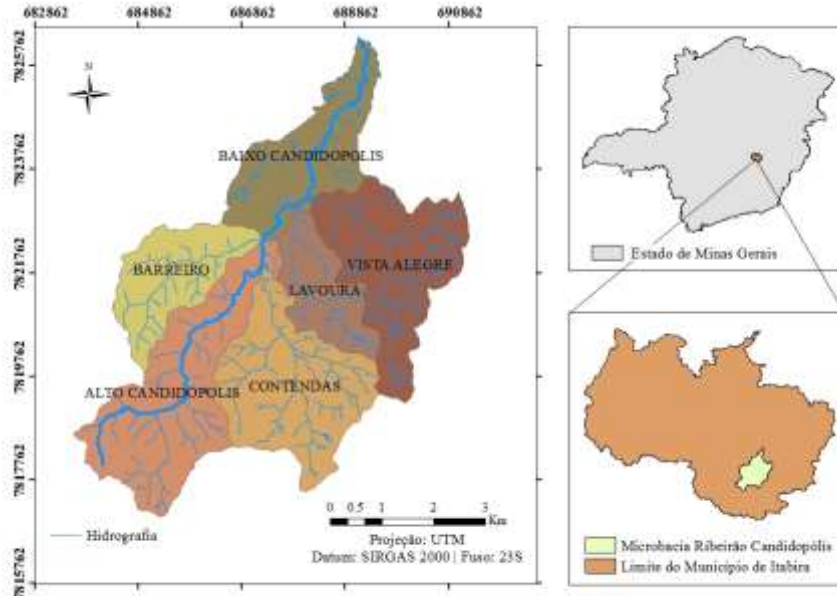 682862 684862 686862 688862 690862
7825762
7823762
7821762
7819762
7817762
7815762
N
BAIXO CANDIDOPOLIS
BARREIRO
VISTA ALEGRE
LAVOURA
ALTO CANDIDOPOLIS
CONTENDAS
Hidrografia
0 0.5 1 2 3
Km
Projeção: UTM
Datum: SIRGAS 2000 | Fuso: 23S
Estado de Minas Gerais
Microbacia Ribeirão Candidópolis
Limite do Município de Itabira